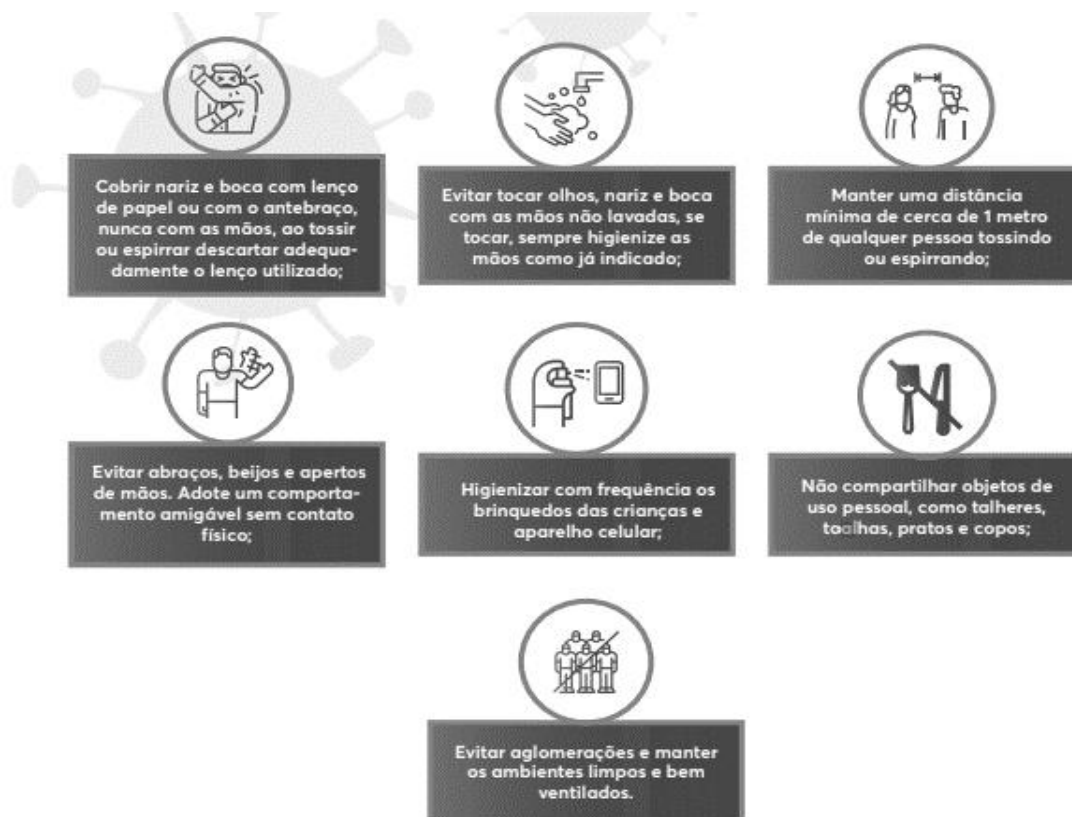 Cobrir nariz e boca com lenço
de papel ou com o antebraço,
nunca com as mãos, ao tossir
ou espirrar descartar adequa-
damente o lenço utilizado;
Evitar tocar olhos, nariz e boca
com as mãos não lavadas, se
tocar, sempre higienize as
mãos como já indicado;
Manter uma distância
mínima de cerca de 1 metro
de qualquer pessoa tossindo
ou espirrando;
Evitar abraços, beijos e apertos
de mãos. Adote um comporta-
mento amigável sem contato
físico;
Higienizar com frequência os
brinquedos das crianças e
aparelho celular;
Não compartilhar objetos de
uso pessoal, como talheres,
toalhas, pratos e copos;
Evitar aglomerações e manter
os ambientes limpos e bem
ventilados.